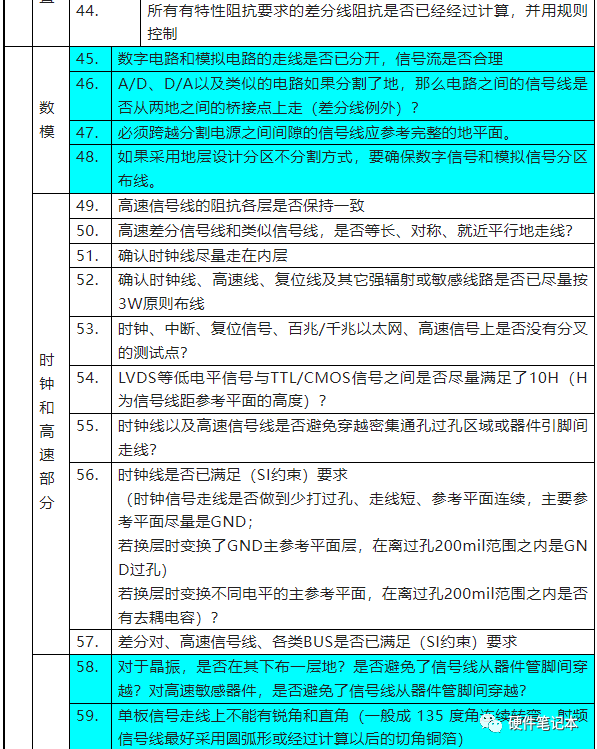 置
44. 所有有特性阻抗要求的差分线阻抗是否已经经过计算，并用规则
控制
数
模
45. 数字电路和模拟电路的走线是否已分开，信号流是否合理
46. A/D、D/A以及类似的电路如果分割了地，那么电路之间的信号线是
否从两地之间的桥接点上走（差分线例外）？
47. 必须跨越分割电源之间间隙的信号线应参考完整的地平面。
48. 如果采用地层设计分区不分割方式，要确保数字信号和模拟信号分区
布线。
时
钟
和
高
速
部
分
49. 高速信号线的阻抗各层是否保持一致
50. 高速差分信号线和类似信号线，是否等长、对称、就近平行地走线？
51. 确认时钟线尽量走在内层
52. 确认时钟线、高速线、复位线及其它强辐射或敏感线路是否已尽量按
3W原则布线
53. 时钟、中断、复位信号、百兆/千兆以太网、高速信号上是否没有分叉
的测试点？
54. LVDS等低电平信号与TTL/CMOS信号之间是否尽量满足了10H（H
为信号线距参考平面的高度）？
55. 时钟线以及高速信号线是否避免穿越密集通孔过孔区域或器件引脚间
走线？
56. 时钟线是否已满足（SI约束）要求
（时钟信号走线是否做到少打过孔、走线短、参考平面连续，主要参
考平面尽量是GND；
若换层时变换了GND主参考平面层，在离过孔200mil范围之内是GN
D过孔）
若换层时变换不同电平的主参考平面，在离过孔200mil范围之内是否
有去耦电容）？
57. 差分对、高速信号线、各类BUS是否已满足（SI约束）要求
58. 对于晶振，是否在其下布一层地？是否避免了信号线从器件管脚间穿
越？对高速敏感器件，是否避免了信号线从器件管脚间穿越？
59. 单板信号走线上不能有锐角和直角（一般成 135 度角连续转弯，射频
信号线最好采用圆弧形或经过计算以后的切角铜箔）
硬件笔记本